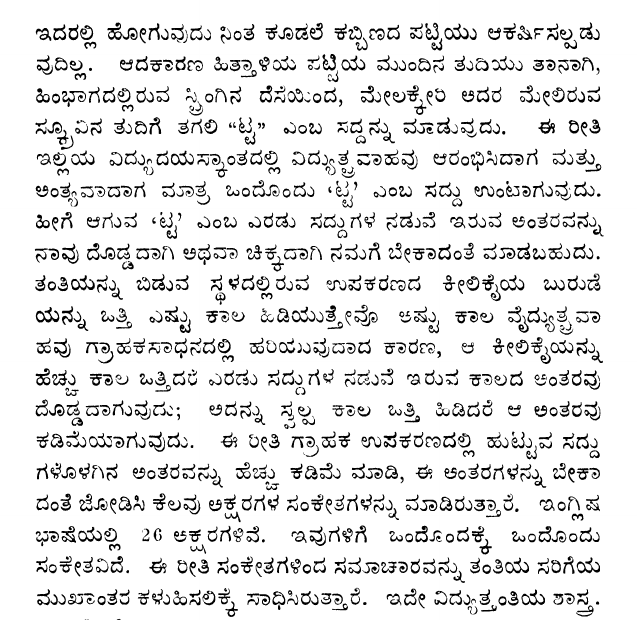 ಇದರಲ್ಲಿ ಹೋಗುವುದು ನಿಂತ ಕೂಡಲೆ ಕಬ್ಬಿಣದ ಪಟ್ಟಿಯು ಆಕರ್ಷಿಸಲ್ಪಡು
ವುದಿಲ್ಲ. ಆದಕಾರಣ ಹಿತ್ತಾಳಿಯ ಪಟ್ಟಿಯ ಮುಂದಿನ ತುದಿಯು ತಾನಾಗಿ,
ಹಿಂಭಾಗದಲ್ಲಿರುವ ಸ್ಪ್ರಿಂಗಿನ ದೆಸೆಯಿಂದ, ಮೇಲಕ್ಕೇರಿ ಅದರ ಮೇಲಿರುವ
ಸ್ಕ್ರೂವಿನ ತುದಿಗೆ ತಗಲಿ “ಟ್ಟ” ಎಂಬ ಸದ್ದನ್ನು ಮಾಡುವುದು. ಈ ರೀತಿ
ಇಲ್ಲಿಯ ವಿದ್ಯುದಯಸ್ಕಾಂತದಲ್ಲಿ ವಿದ್ಯುತ್ಪ್ರವಾಹವು ಆರಂಭಿಸಿದಾಗ ಮತ್ತು
ಅಂತ್ಯವಾದಾಗ ಮಾತ್ರ ಒಂದೊಂದು ‘ಟ್ಟ’ ಎಂಬ ಸದ್ದು ಉಂಟಾಗುವುದು.
ಹೀಗೆ ಆಗುವ ‘ಟ್ಟ’ ಎಂಬ ಎರಡು ಸದ್ದುಗಳ ನಡುವೆ ಇರುವ ಅಂತರವನ್ನು
ನಾವು ದೊಡ್ಡದಾಗಿ ಅಥವಾ ಚಿಕ್ಕದಾಗಿ ನಮಗೆ ಬೇಕಾದಂತೆ ಮಾಡಬಹುದು.
ತಂತಿಯನ್ನು ಬಿಡುವ ಸ್ಥಳದಲ್ಲಿರುವ ಉಪಕರಣದ ಕೀಲಿಕೈಯ ಬುರುಡೆ
ಯನ್ನು ಒತ್ತಿ ಎಷ್ಟು ಕಾಲ ಹಿಡಿಯುತ್ತೇವೊ ಅಷ್ಟು ಕಾಲ ವೈದ್ಯುತ್ಪ್ರವಾ
ಹವು ಗ್ರಾಹಕಸಾಧನದಲ್ಲಿ ಹರಿಯುವುದಾದ ಕಾರಣ, ಆ ಕೀಲಿಕೈಯನ್ನು
ಹೆಚ್ಚು ಕಾಲ ಒತ್ತಿದರೆ ಎರಡು ಸದ್ದುಗಳ ನಡುವೆ ಇರುವ ಕಾಲದ ಅಂತರವು
ದೊಡ್ಡದಾಗುವುದು; ಅದನ್ನು ಸ್ವಲ್ಪ ಕಾಲ ಒತ್ತಿ ಹಿಡಿದರೆ ಆ ಅಂತರವು
ಕಡಿಮೆಯಾಗುವುದು. ಈ ರೀತಿ ಗ್ರಾಹಕ ಉಪಕರಣದಲ್ಲಿ ಹುಟ್ಟುವ ಸದ್ದು
ಗಳೊಳಗಿನ ಅಂತರವನ್ನು ಹೆಚ್ಚು ಕಡಿಮೆ ಮಾಡಿ, ಈ ಅಂತರಗಳನ್ನು ಬೇಕಾ
ದಂತೆ ಜೋಡಿಸಿ ಕೆಲವು ಅಕ್ಷರಗಳ ಸಂಕೇತಗಳನ್ನು ಮಾಡಿರುತ್ತಾರೆ. ಇಂಗ್ಲಿಷ
ಭಾಷೆಯಲ್ಲಿ 26 ಅಕ್ಷರಗಳಿವೆ. ಇವುಗಳಿಗೆ ಒಂದೊಂದಕ್ಕೆ ಒಂದೊಂದು
ಸಂಕೇತವಿದೆ. ಈ ರೀತಿ ಸಂಕೇತಗಳಿಂದ ಸಮಾಚಾರವನ್ನು ತಂತಿಯ ಸರಿಗೆಯ
ಮುಖಾಂತರ ಕಳುಹಿಸಲಿಕ್ಕೆ ಸಾಧಿಸಿರುತ್ತಾರೆ. ಇದೇ ವಿದ್ಯುತ್ತಂತಿಯ ಶಾಸ್ತ್ರ.